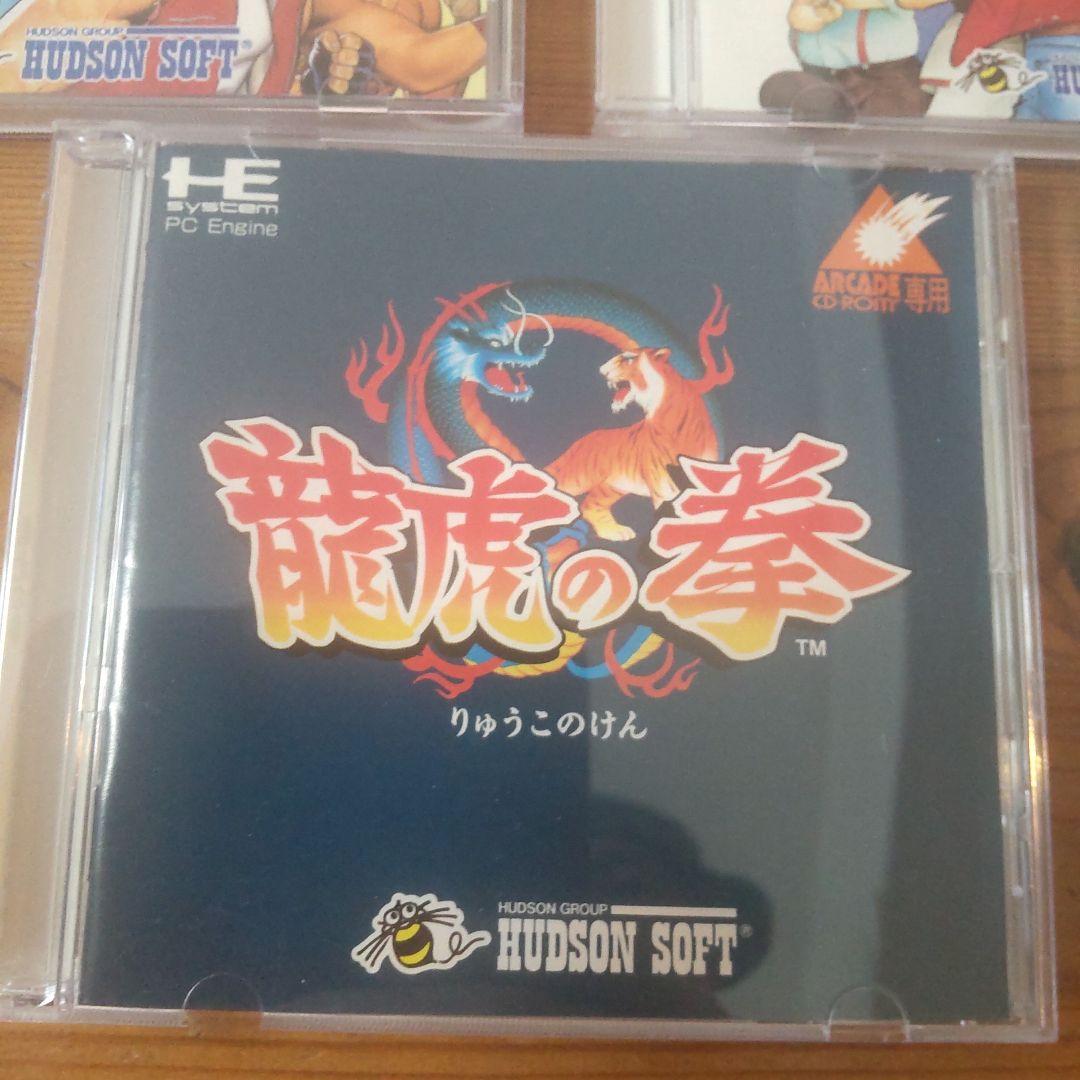 HUDSON GROUP
HUDSON SOFT®
HU
HE
system
PC Engine
ARCADE
CD-ROM² 専用
龍虎の拳
TM
りゅうこのけん
HUDSON GROUP
HUDSON SOFT®